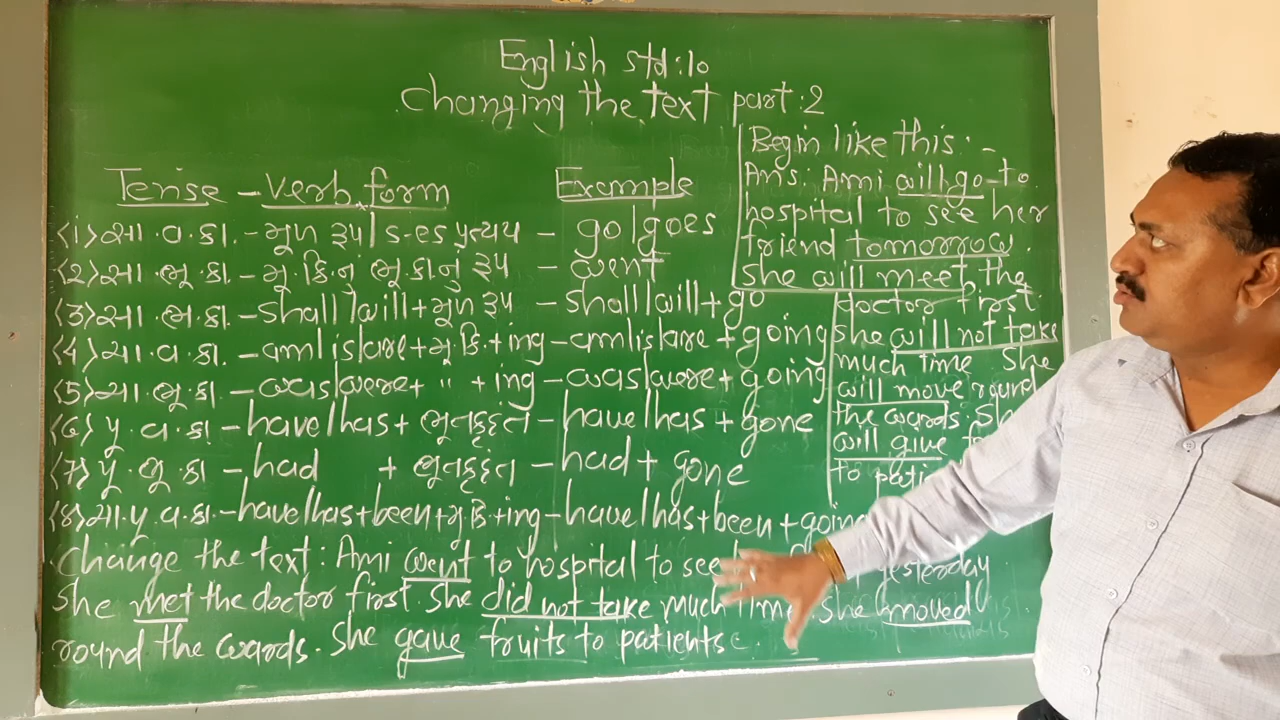 English std:10
Changing the TEXT part:2
Tense - Verb form Example
<1> સા.વ.કા. - મૂળ રૂપ/s-es પ્રત્યય - go/goes
<2> સા.ભૂ.કા. - મૂ.ક્રિ.નું ભૂ.કા.નું રૂપ - went
<3> સા.ભ.કા. - shall/will+મૂળ રૂપ - shall/will+go
<4> ચા.વ.કા. - am/is/are+મૂ.ક્રિ.+ing - am/is/are+going
<5> ચા.ભૂ.કા. - was/were+ " +ing - was/were+going
<6> પૂ.વ.કા - have/has+ ભૂતકૃદંત - have/has+gone
<7> પૂ.ભૂ.કા - had + ભૂતકૃદંત - had+gone
<8> ચા.પૂ.વ.કા. - have/has+been+મૂ.ક્રિ+ing - have/has+been+going
Change the text: Ami went to hospital to see yesterday
She met the doctor first. She did not take much time. She moved
round the wards. She gave fruits to patients.
Begin like this:-
Ans: Ami will go to
hospital to see her
friend tomorrow.
She will meet the
doctor first.
She will not take
much time She
will move round
the wards. She
will give
to